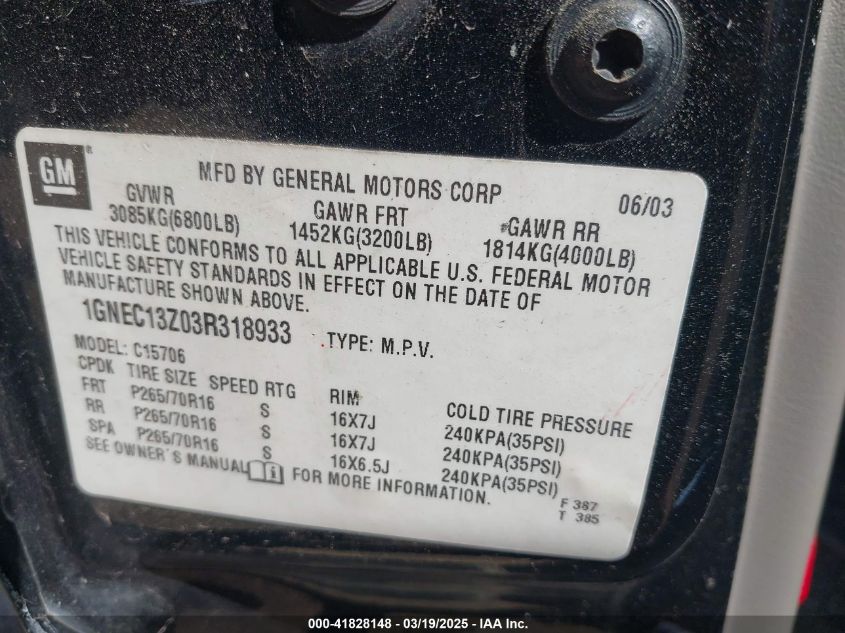 GM ®
MFD BY GENERAL MOTORS CORP 06/03
GVWR GAWR FRT GAWR RR
3085KG(6800LB) 1452KG(3200LB) 1814KG(4000LB)
THIS VEHICLE CONFORMS TO ALL APPLICABLE U.S. FEDERAL MOTOR
VEHICLE SAFETY STANDARDS IN EFFECT ON THE DATE OF
MANUFACTURE SHOWN ABOVE.
1GNEC13Z03R318933 TYPE: M.P.V.
MODEL: C15706
CPDK TIRE SIZE SPEED RTG RIM COLD TIRE PRESSURE
FRT P265/70R16 S 16X7J 240KPA(35PSI)
RR P265/70R16 S 16X7J 240KPA(35PSI)
SPA P265/70R16 S 16X6.5J 240KPA(35PSI)
SEE OWNER'S MANUAL FOR MORE INFORMATION.
F 387
T 385
000-41828148 - 03/19/2025 - IAA Inc.